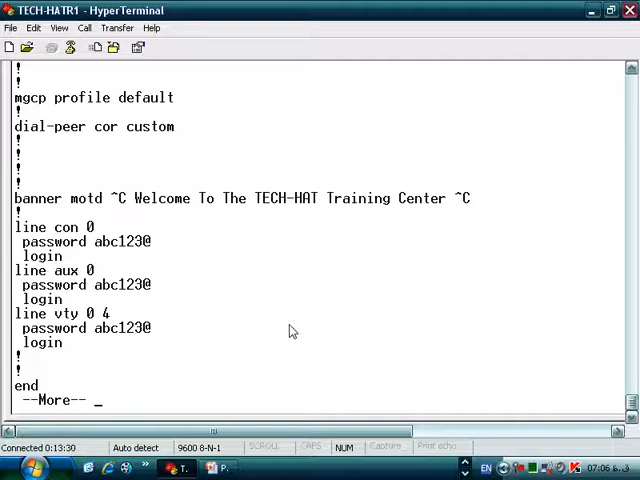 TECH-HATR1 - HyperTerminal
File Edit View Call Transfer Help
!
!
mgcp profile default
!
dial-peer cor custom
!
!
!
!
banner motd ^C Welcome To The TECH-HAT Training Center ^C
!
line con 0
password abc123@
login
line aux 0
password abc123@
login
line vty 0 4
password abc123@
login
!
!
end
--More-- _
Connected 0:13:30 Auto detect 9600 8-N-1 SCROLL CAPS NUM Capture Print echo
T. P. EN 07:06 ق.ظ